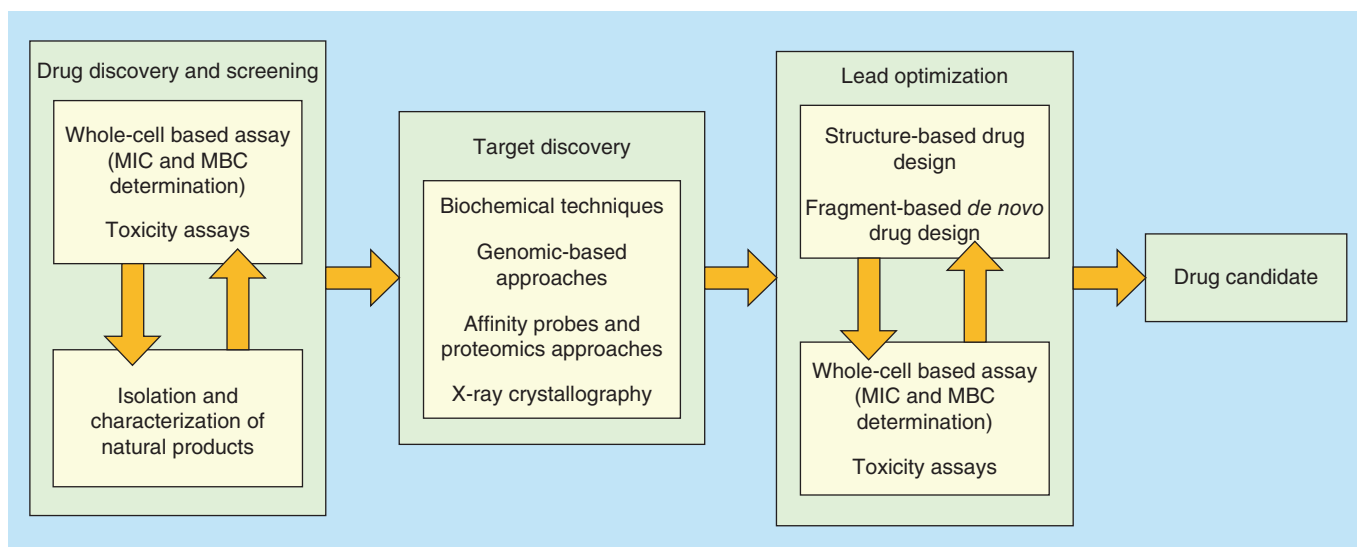 Drug discovery and screening
Whole-cell based assay
(MIC and MBC
determination)
Toxicity assays
Isolation and
characterization of
natural products
Target discovery
Biochemical techniques
Genomic-based
approaches
Affinity probes and
proteomics approaches
X-ray crystallography
Lead optimization
Structure-based drug
design
Fragment-based de novo
drug design
Whole-cell based assay
(MIC and MBC
determination)
Toxicity assays
Drug candidate